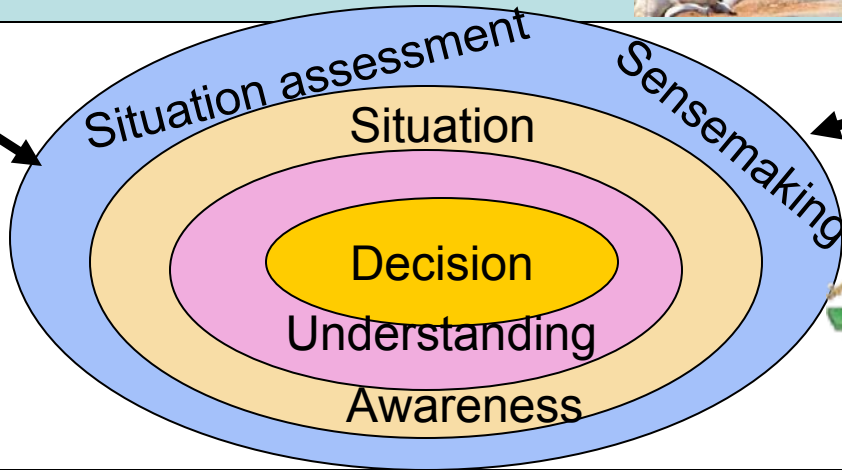 Situation assessment
Sensemaking
Situation
Decision
Understanding
Awareness